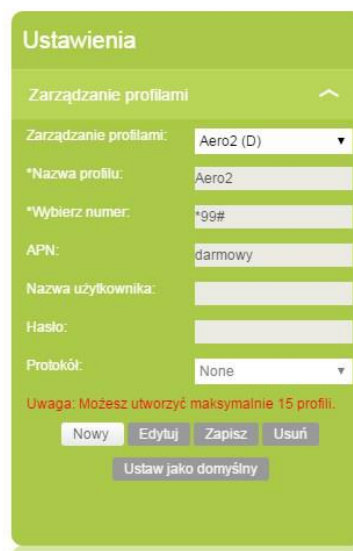 Ustawienia
Zarządzanie profilami
Zarządzanie profilami: Aero2 (D)
*Nazwa profilu: Aero2
*Wybierz numer: *99#
APN: darmowy
Nazwa użytkownika:
Hasło:
Protokół: None
Uwaga: Możesz utworzyć maksymalnie 15 profili.
Nowy Edytuj Zapisz Usuń
Ustaw jako domyślny